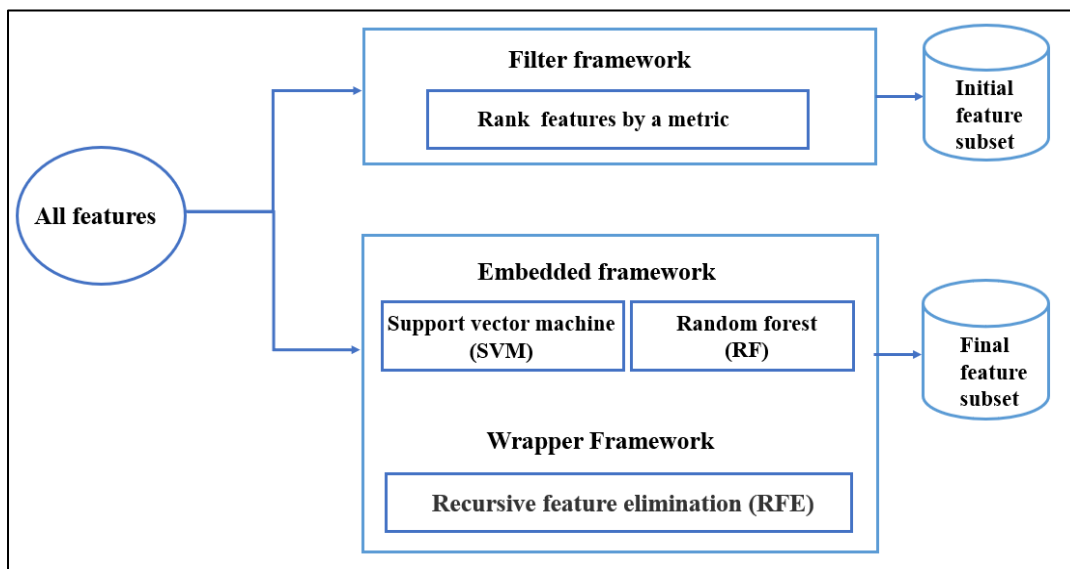 Filter framework
Rank features by a metric
Initial
feature
subset
All features
Embedded framework
Support vector machine
(SVM)
Random forest
(RF)
Final
feature
subset
Wrapper Framework
Recursive feature elimination (RFE)